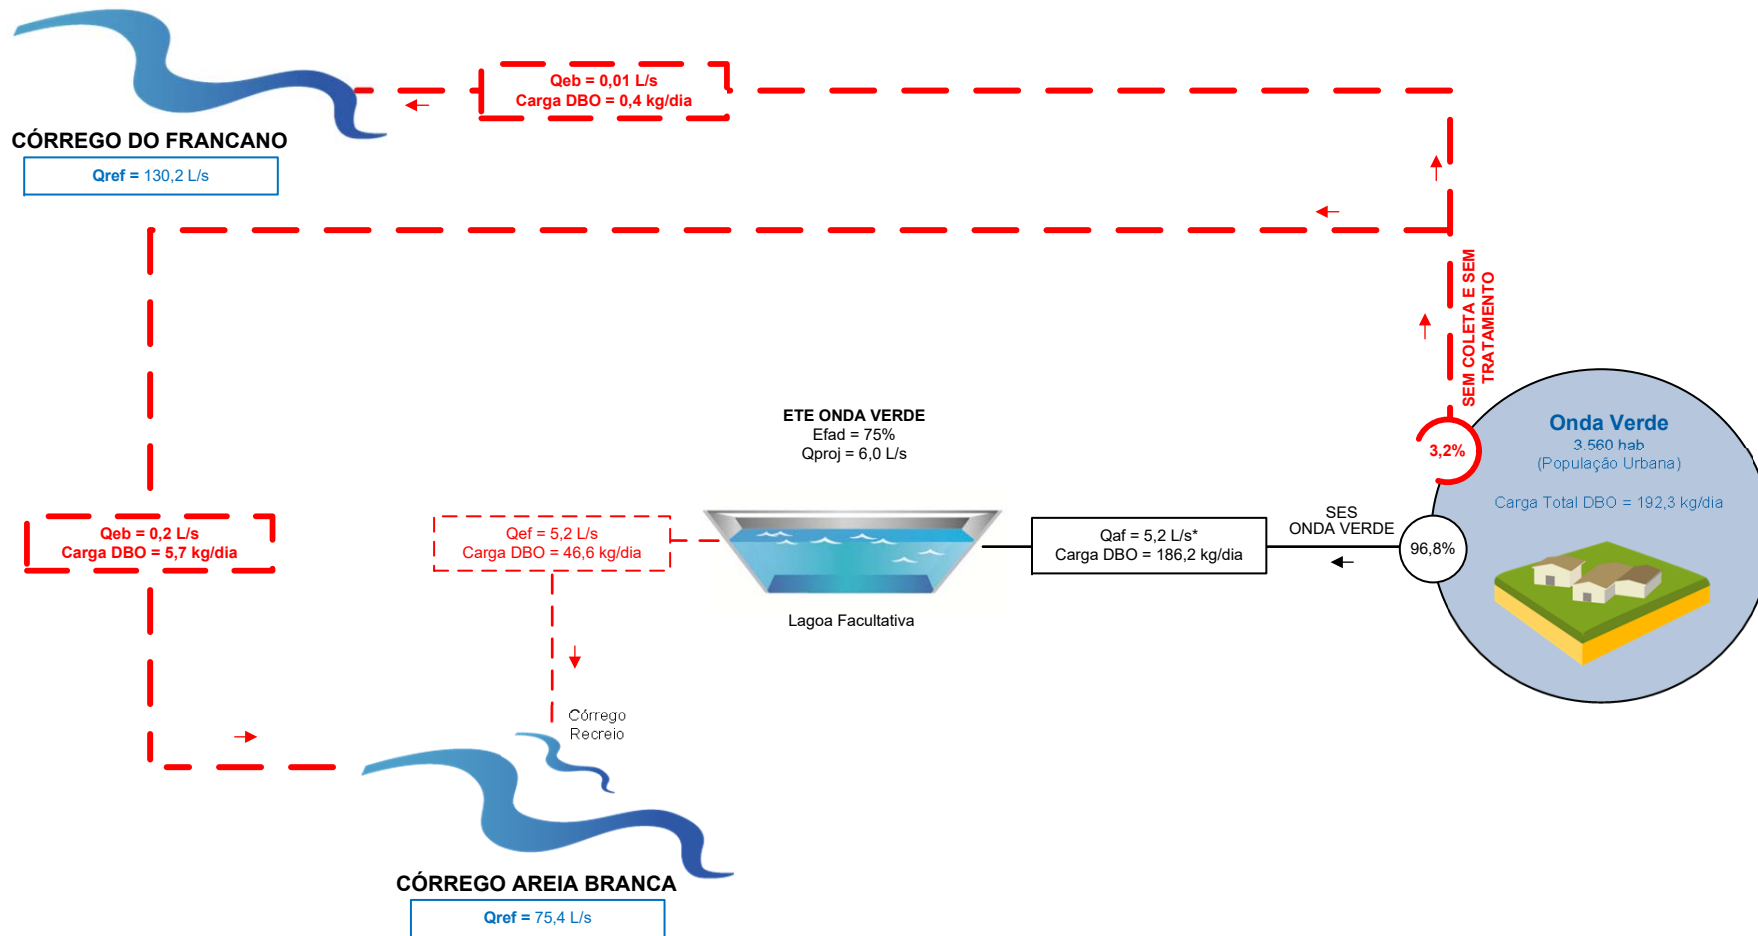 Qeb = 0,01 L/s
Carga DBO = 0,4 kg/dia
CÓRREGO DO FRANCANO
Qref = 130,2 L/s
SEM COLETA E SEM
TRATAMENTO
ETE ONDA VERDE
Efad = 75%
Qproj = 6,0 L/s
Onda Verde
3.560 hab
(População Urbana)
Carga Total DBO = 192,3 kg/dia
3,2%
96,8%
SES
ONDA VERDE
Qaf = 5,2 L/s*
Carga DBO = 186,2 kg/dia
Lagoa Facultativa
Qef = 5,2 L/s
Carga DBO = 46,6 kg/dia
Qeb = 0,2 L/s
Carga DBO = 5,7 kg/dia
Córrego
Recreio
CÓRREGO AREIA BRANCA
Qref = 75,4 L/s